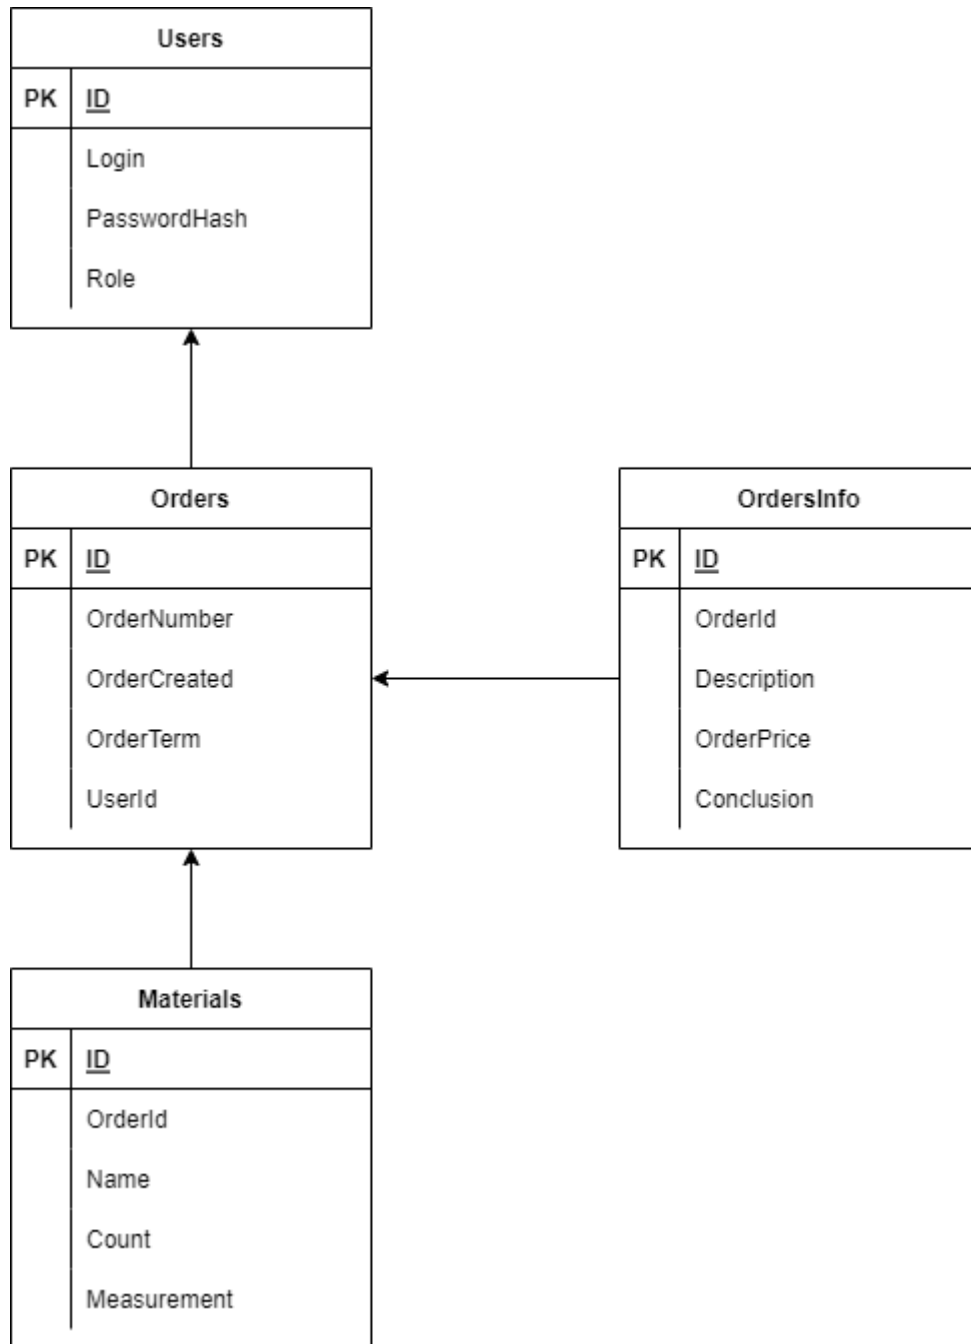 Users
PK ID
Login
PasswordHash
Role
Orders
PK ID
OrderNumber
OrderCreated
OrderTerm
UserId
OrdersInfo
PK ID
OrderId
Description
OrderPrice
Conclusion
Materials
PK ID
OrderId
Name
Count
Measurement